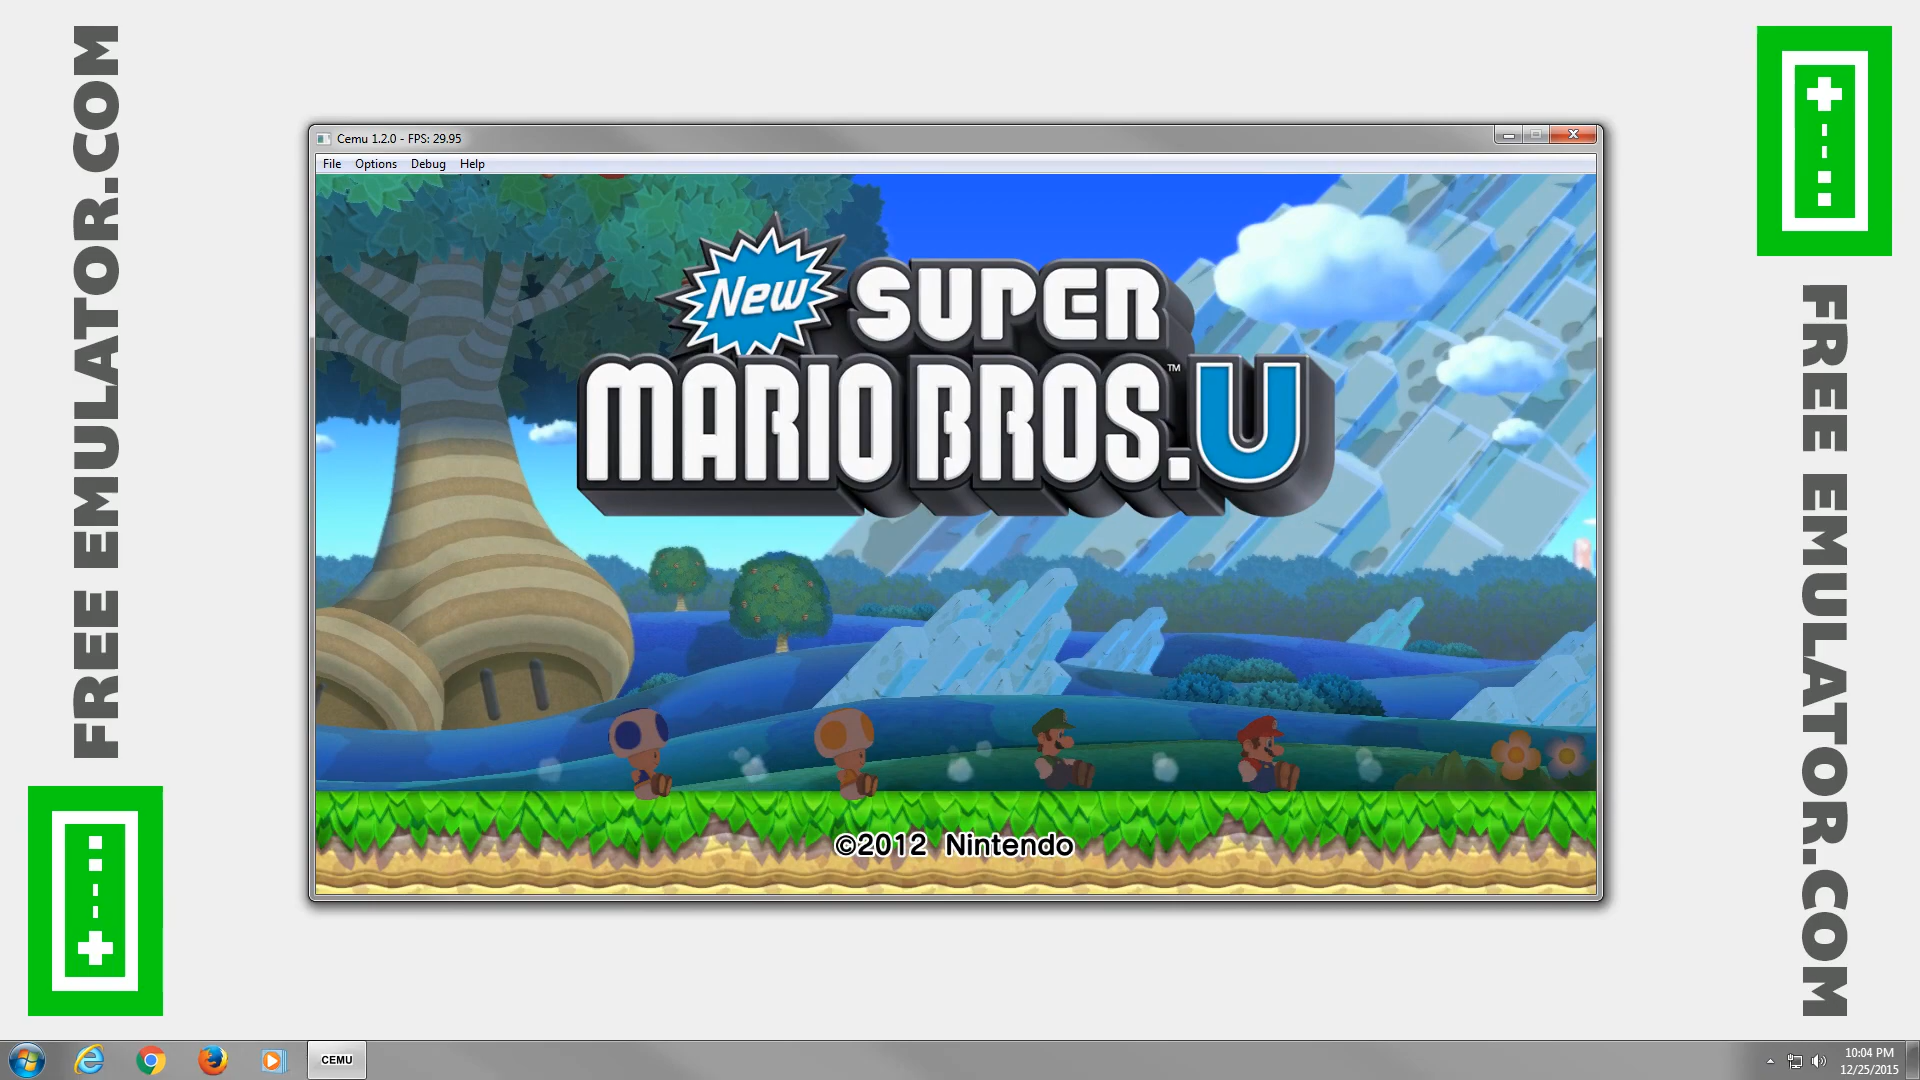 FREE EMULATOR.COM
Cemu 1.2.0 - FPS: 29.95
File Options Debug Help
New SUPER
MARIO BROS.™ U
©2012 Nintendo
FREE EMULATOR.COM
CEMU
10:04 PM
12/25/2015